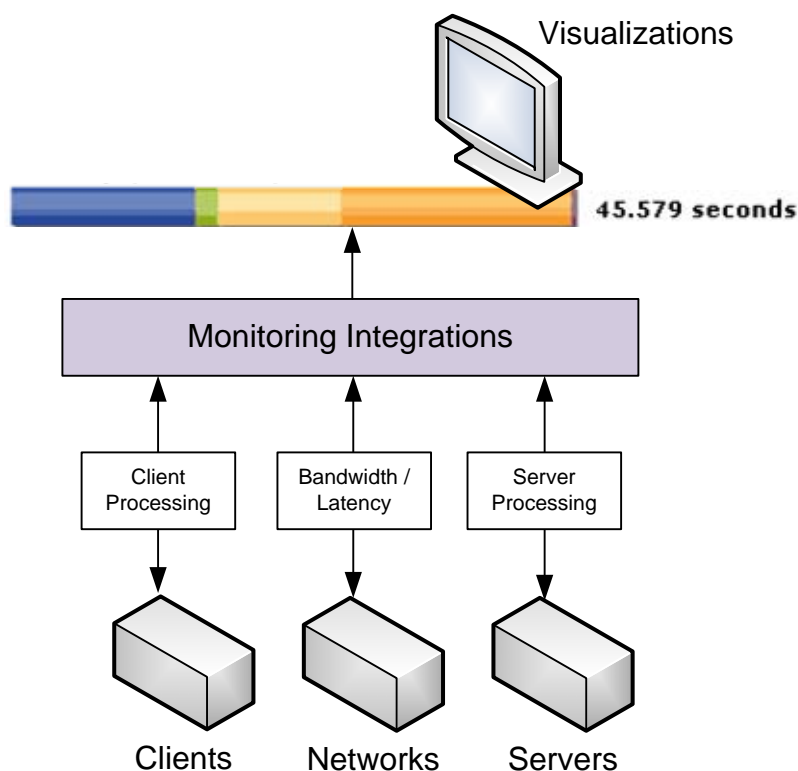 Visualizations
45.579 seconds
Monitoring Integrations
Client
Processing
Bandwidth /
Latency
Server
Processing
Clients
Networks
Servers